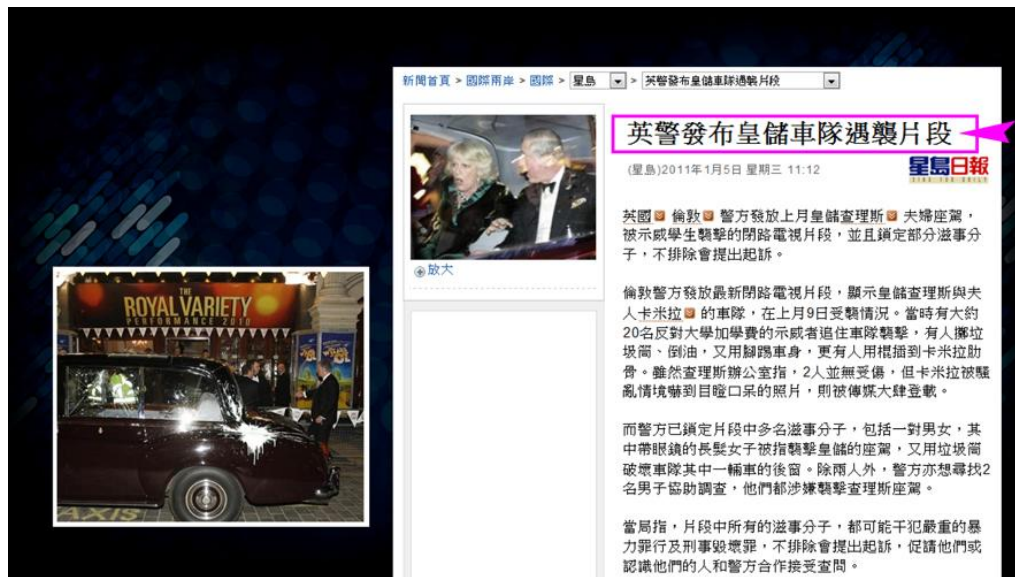 新聞首頁 > 國際兩岸 > 國際 > 星島 > 英警發布皇儲車隊遇襲片段
英警發布皇儲車隊遇襲片段
(星島)2011年1月5日 星期三 11:12
星島日報
SING TAO DAILY
英國 倫敦 警方發放上月皇儲查理斯 夫婦座駕，
被示威學生襲擊的閉路電視片段，並且鎖定部分滋事分
子，不排除會提出起訴。
放大
倫敦警方發放最新閉路電視片段，顯示皇儲查理斯與夫
人卡米拉 的車隊，在上月9日受襲情況。當時有大約
20名反對大學加學費的示威者追住車隊襲擊，有人擲垃
圾筒、倒油，又用腳踢車身，更有人用棍插到卡米拉肋
骨。雖然查理斯辦公室指，2人並無受傷，但卡米拉被騷
亂情境嚇到目瞪口呆的照片，則被傳媒大肆登載。
而警方已鎖定片段中多名滋事分子，包括一對男女，其
中帶眼鏡的長髮女子被指襲擊皇儲的座駕，又用垃圾筒
破壞車隊其中一輛車的後窗。除兩人外，警方亦想尋找2
名男子協助調查，他們都涉嫌襲擊查理斯座駕。
當局指，片段中所有的滋事分子，都可能干犯嚴重的暴
力罪行及刑事毀壞罪，不排除會提出起訴，促請他們或
認識他們的人和警方合作接受查問。
THE
ROYAL VARIETY
PERFORMANCE 2010
TAXIS